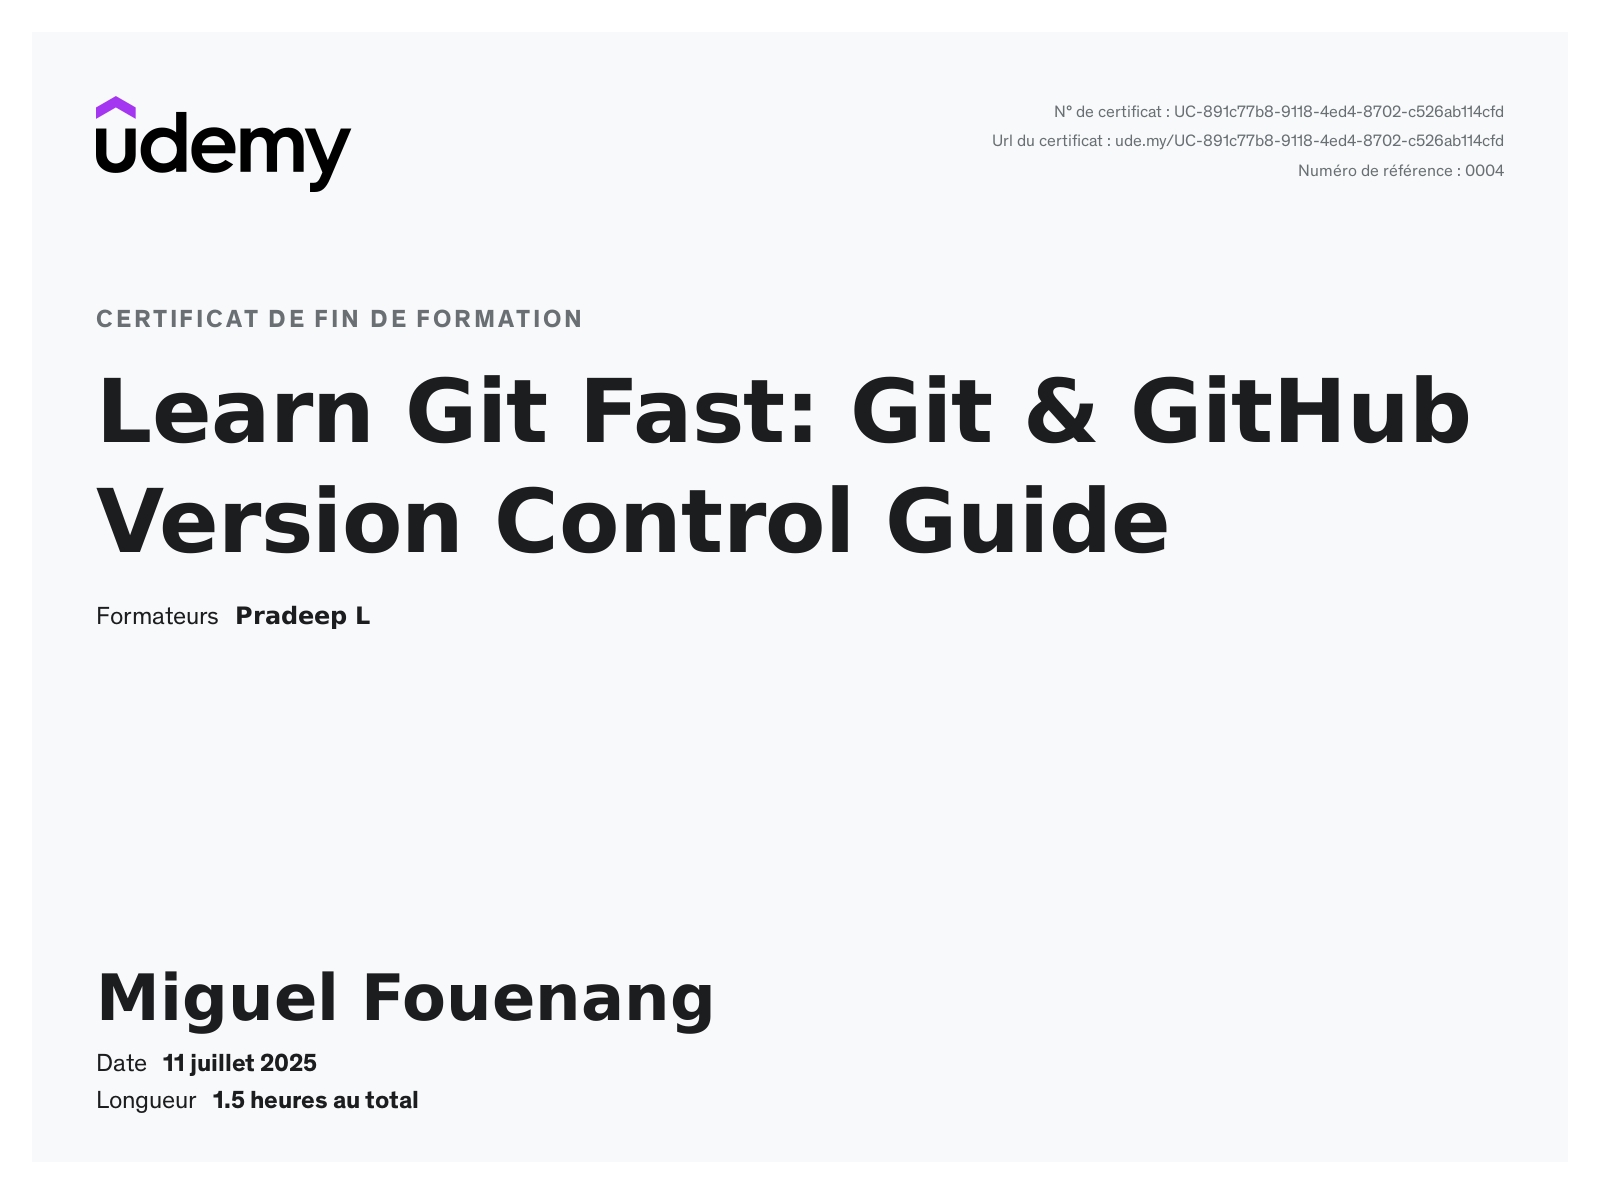 udemy
N° de certificat : UC-891c77b8-9118-4ed4-8702-c526ab114cfd
Url du certificat : ude.my/UC-891c77b8-9118-4ed4-8702-c526ab114cfd
Numéro de référence : 0004
CERTIFICAT DE FIN DE FORMATION
Learn Git Fast: Git & GitHub
Version Control Guide
Formateurs Pradeep L
Miguel Fouenang
Date 11 juillet 2025
Longueur 1.5 heures au total